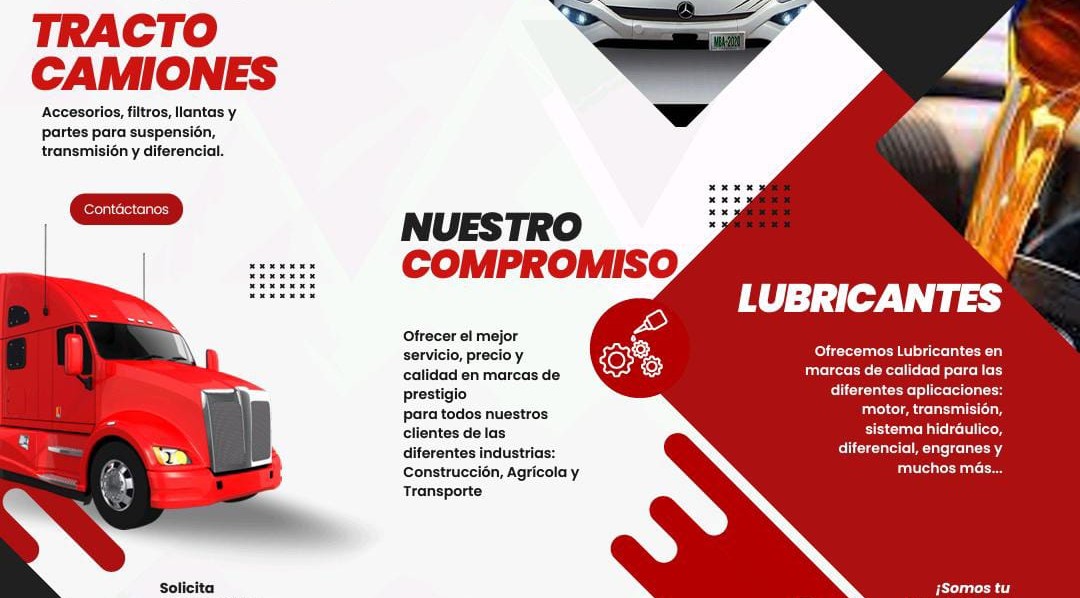 TRACTO
CAMIONES
Accesorios, filtros, llantas y
partes para suspensión,
transmisión y diferencial.
Contáctanos
MBA-2020
NUESTRO
COMPROMISO
Ofrecer el mejor
servicio, precio y
calidad en marcas de
prestigio
para todos nuestros
clientes de las
diferentes industrias:
Construcción, Agrícola y
Transporte
LUBRICANTES
Ofrecemos Lubricantes en
marcas de calidad para las
diferentes aplicaciones:
motor, transmisión,
sistema hidráulico,
diferencial, engranes y
muchos más...
Solicita
¡Somos tu